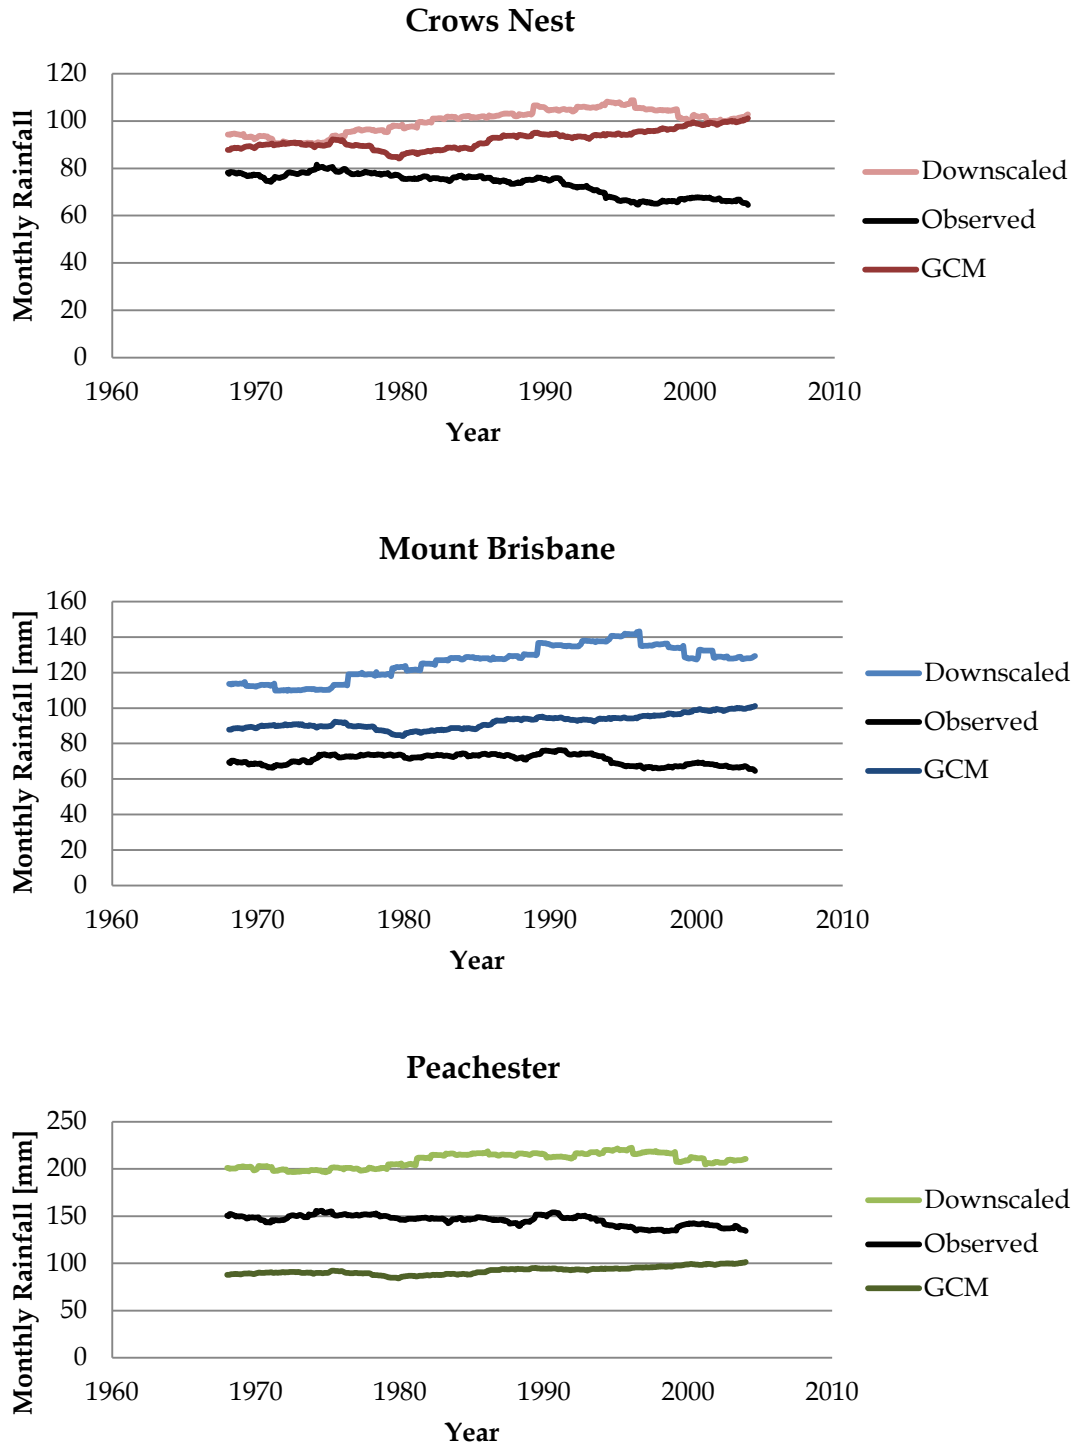 Crows Nest
Monthly Rainfall
120
100
80
60
40
20
0
1960 1970 1980 1990 2000 2010
Year
Downscaled
Observed
GCM
Mount Brisbane
Monthly Rainfall [mm]
160
140
120
100
80
60
40
20
0
1960 1970 1980 1990 2000 2010
Year
Downscaled
Observed
GCM
Peachester
Monthly Rainfall [mm]
250
200
150
100
50
0
1960 1970 1980 1990 2000 2010
Year
Downscaled
Observed
GCM